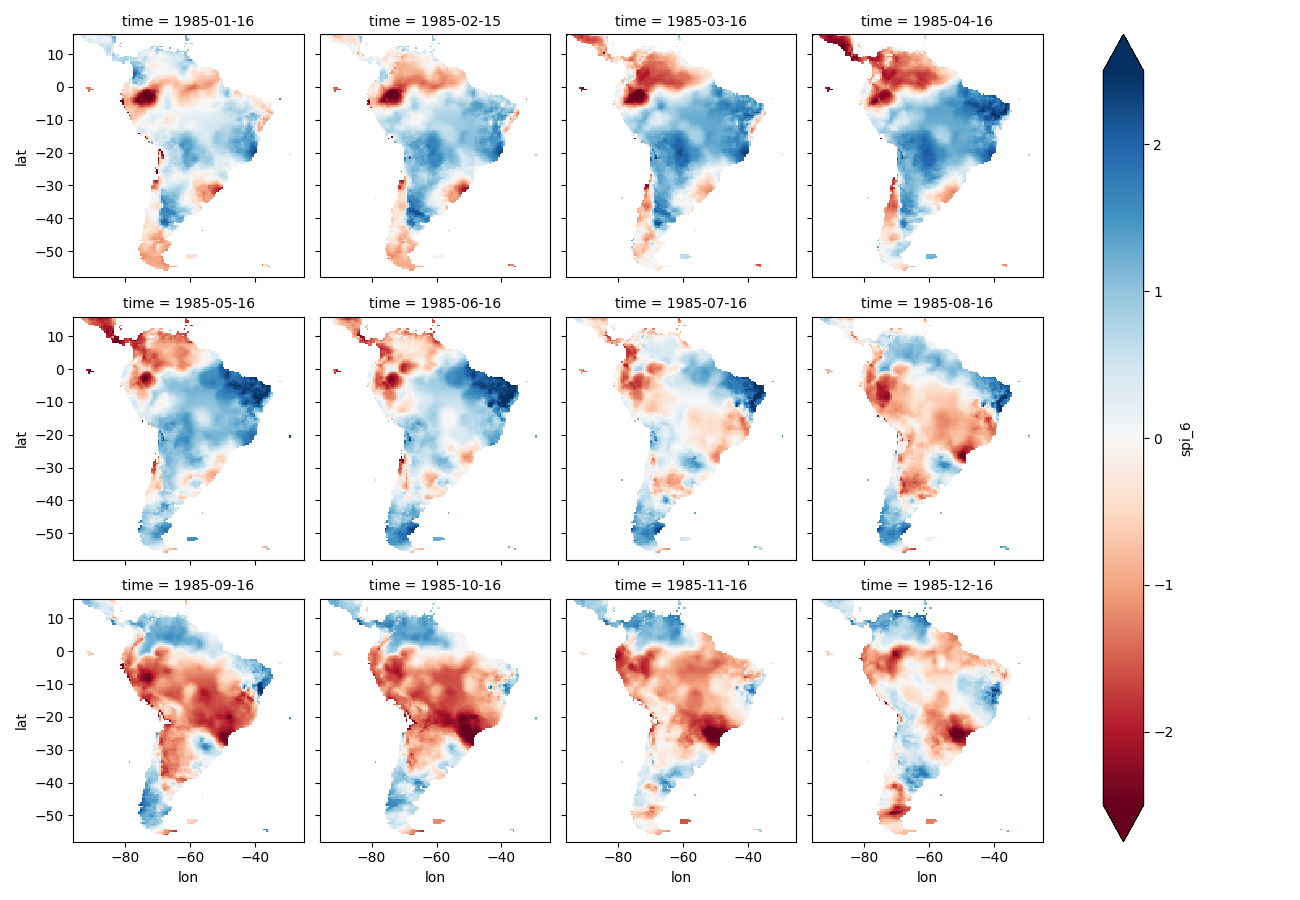 time = 1985-01-16
time = 1985-02-15
time = 1985-03-16
time = 1985-04-16
10
0
−10
−20
−30
−40
−50
lat
time = 1985-05-16
time = 1985-06-16
time = 1985-07-16
time = 1985-08-16
10
0
−10
−20
−30
−40
−50
lat
time = 1985-09-16
time = 1985-10-16
time = 1985-11-16
time = 1985-12-16
10
0
−10
−20
−30
−40
−50
lat
−80
−60
−40
lon
−80
−60
−40
lon
−80
−60
−40
lon
−80
−60
−40
lon
2
1
0
−1
−2
spi_6